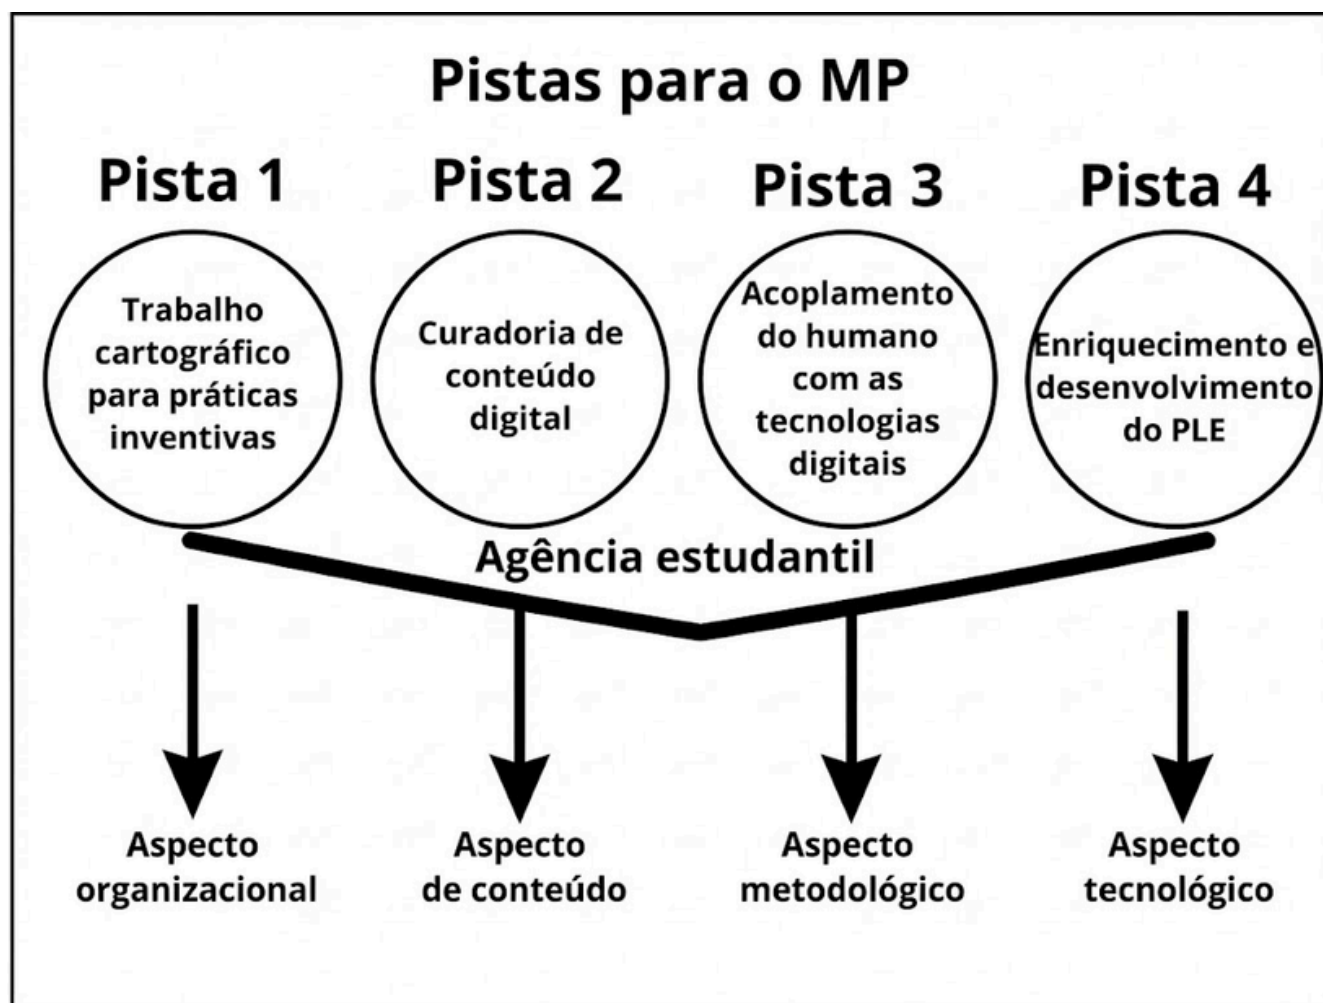 Pistas para o MP
Pista 1
Pista 2
Pista 3
Pista 4
Trabalho
cartográfico
para práticas
inventivas
Curadoria de
conteúdo
digital
Acoplamento
do humano
com as
tecnologias
digitais
Enriquecimento e
desenvolvimento
do PLE
Agência estudantil
Aspecto
organizacional
Aspecto
de conteúdo
Aspecto
metodológico
Aspecto
tecnológico